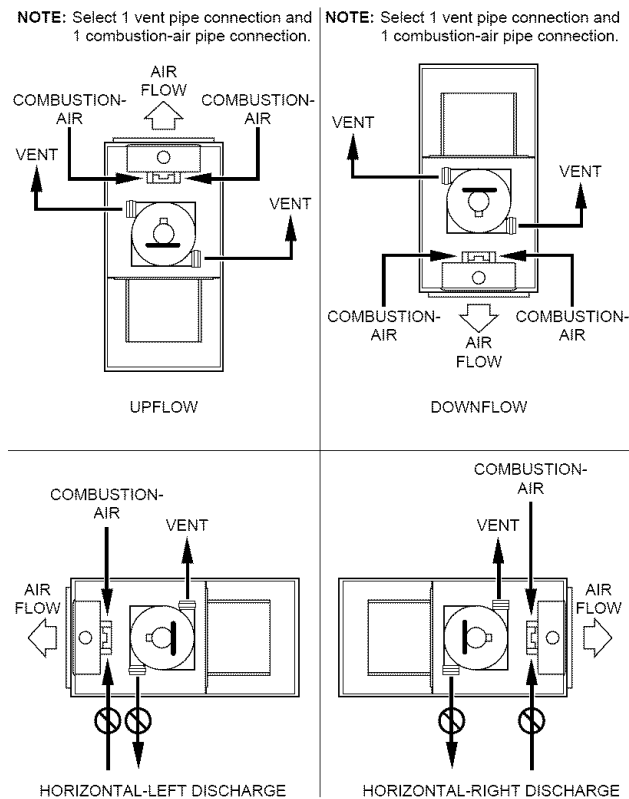 NOTE: Select 1 vent pipe connection and
1 combustion-air pipe connection.
AIR
FLOW
COMBUSTION-
AIR
COMBUSTION-
AIR
VENT
VENT
UPFLOW
NOTE: Select 1 vent pipe connection and
1 combustion-air pipe connection.
VENT
VENT
COMBUSTION-
AIR
COMBUSTION-
AIR
AIR
FLOW
DOWNFLOW
COMBUSTION-
AIR
VENT
AIR
FLOW
HORIZONTAL-LEFT DISCHARGE
COMBUSTION-
AIR
VENT
AIR
FLOW
HORIZONTAL-RIGHT DISCHARGE